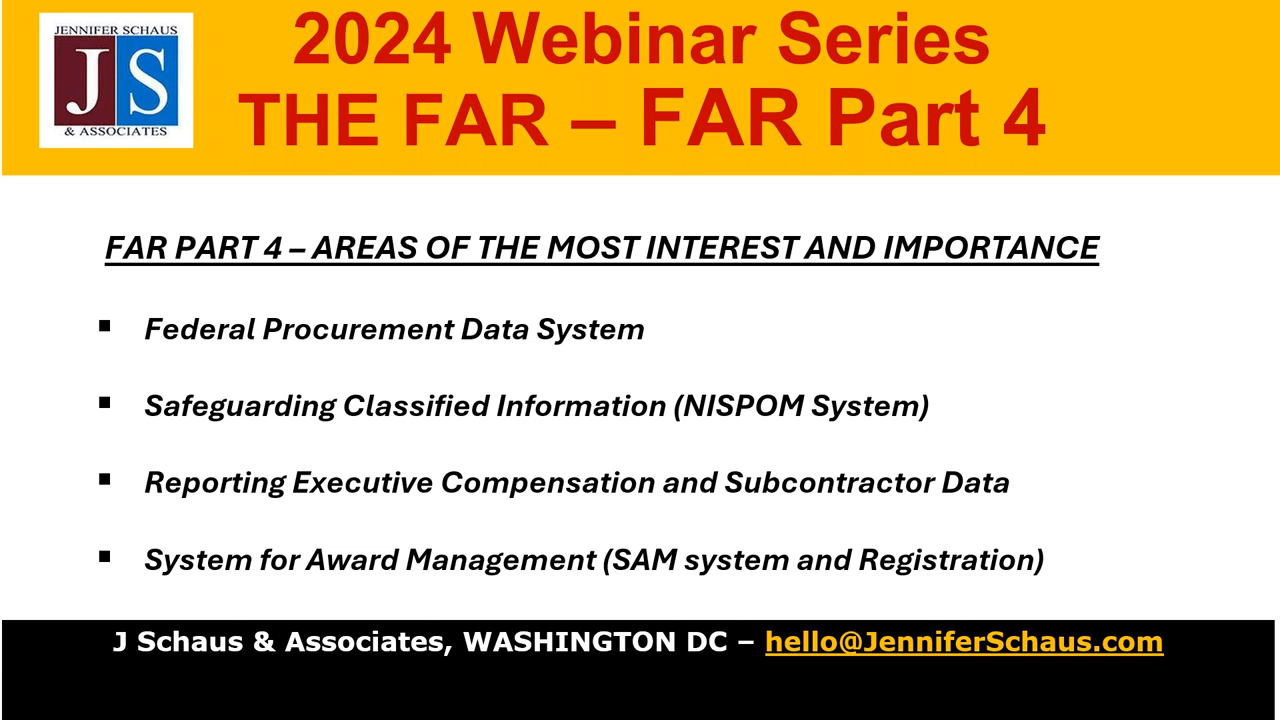 JENNIFER SCHAUS
JS
& ASSOCIATES
2024 Webinar Series
THE FAR – FAR Part 4
FAR PART 4 – AREAS OF THE MOST INTEREST AND IMPORTANCE
▪ Federal Procurement Data System
▪ Safeguarding Classified Information (NISPOM System)
▪ Reporting Executive Compensation and Subcontractor Data
▪ System for Award Management (SAM system and Registration)
J Schaus & Associates, WASHINGTON DC – hello@JenniferSchaus.com